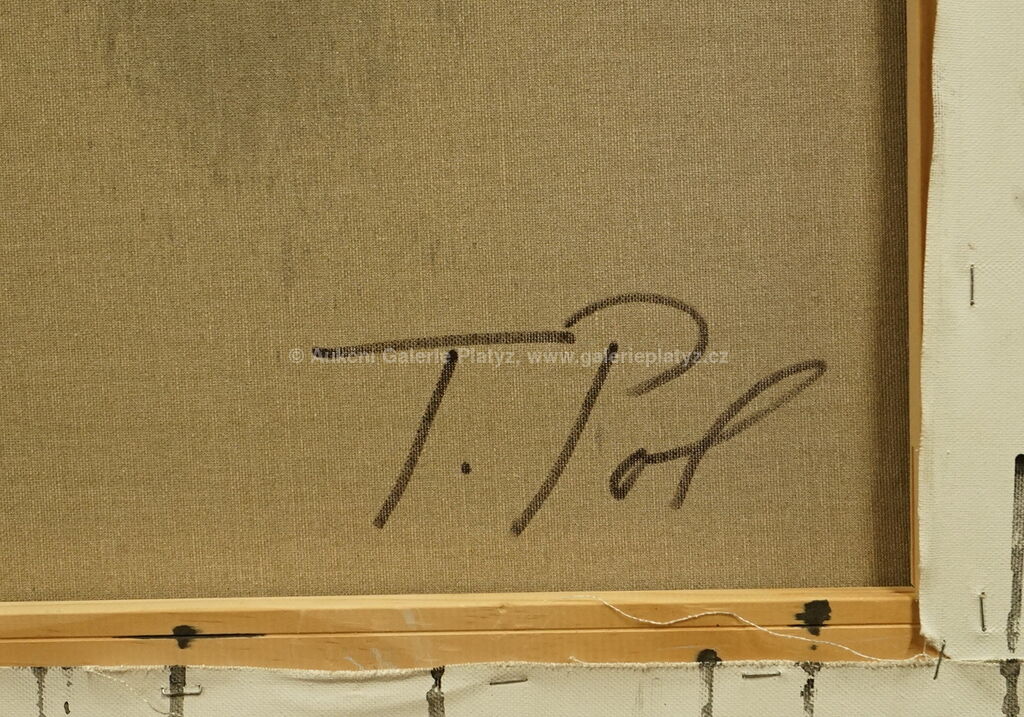 T. Pol
© Aukční Galerie Platýz, www.galerieplatyz.cz